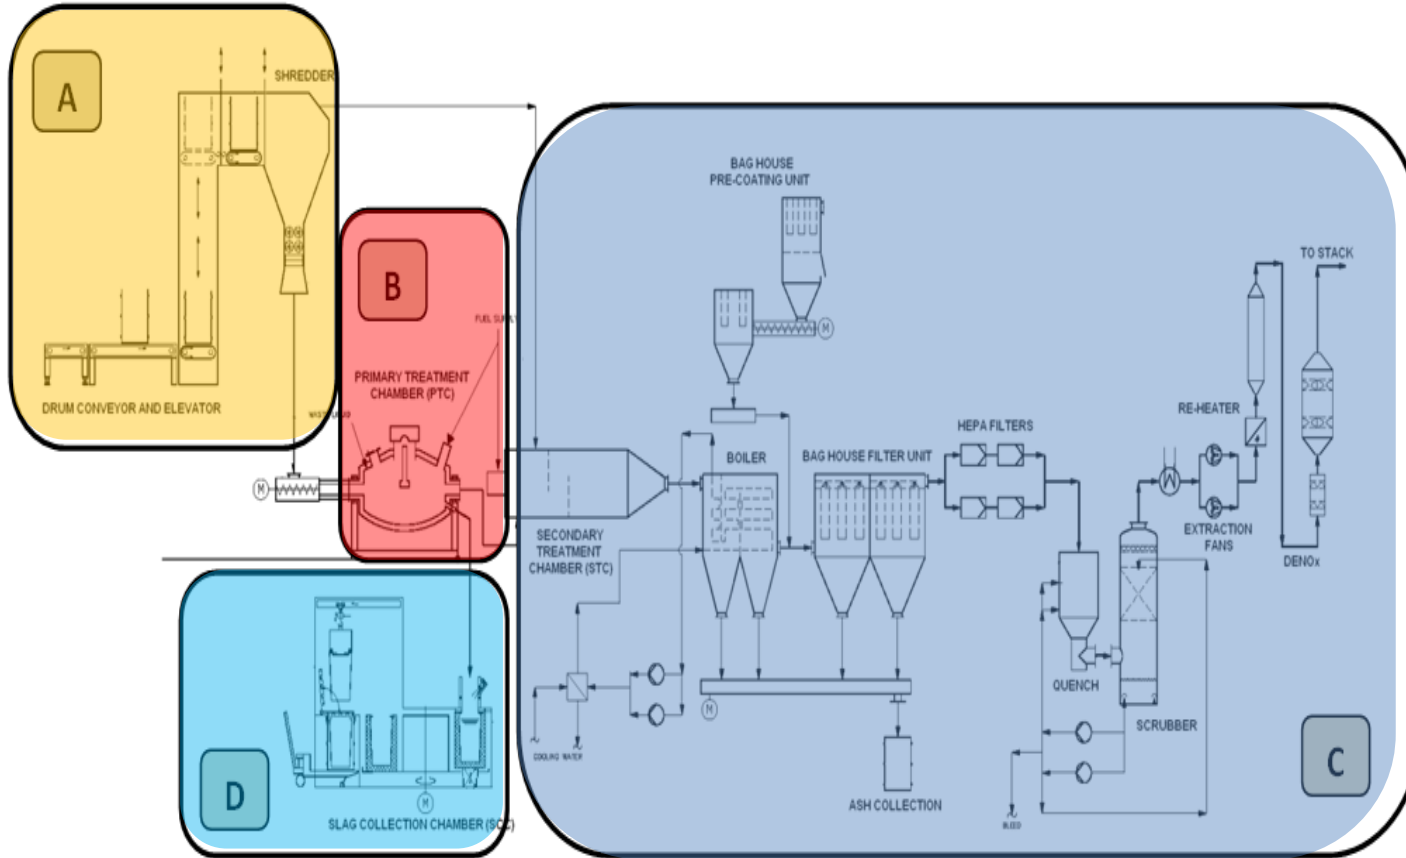 A
SHREDDER
DRUM CONVEYOR AND ELEVATOR
B
FUEL SUPPLY
PRIMARY TREATMENT
CHAMBER (PTC)
WASTE LIQUID
M
BAG HOUSE
PRE-COATING UNIT
M
TO STACK
RE-HEATER
HEPA FILTERS
BOILER
BAG HOUSE FILTER UNIT
SECONDARY
TREATMENT
CHAMBER (STC)
EXTRACTION
FANS
DENOx
QUENCH
SCRUBBER
M
COOLING WATER
ASH COLLECTION
BLEED
C
D
M
SLAG COLLECTION CHAMBER (SCC)